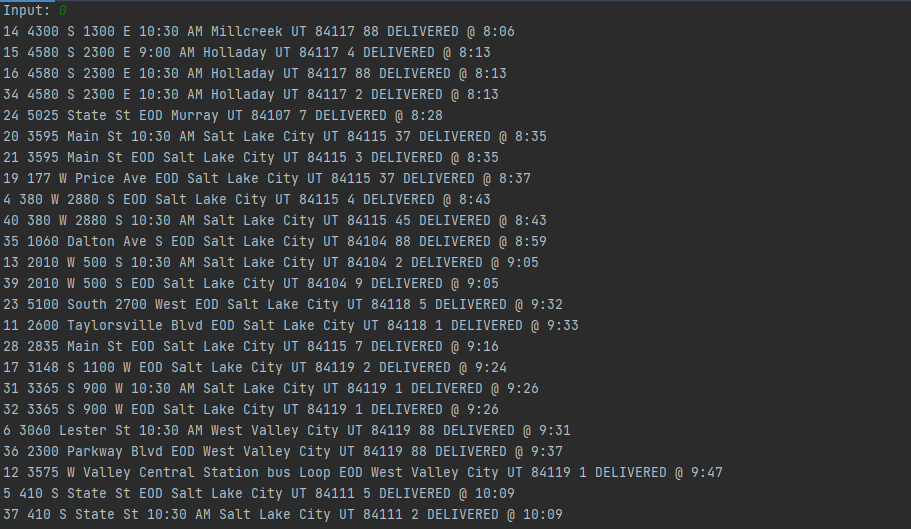 Input: 0
14 4300 S 1300 E 10:30 AM Millcreek UT 84117 88 DELIVERED @ 8:06
15 4580 S 2300 E 9:00 AM Holladay UT 84117 4 DELIVERED @ 8:13
16 4580 S 2300 E 10:30 AM Holladay UT 84117 88 DELIVERED @ 8:13
34 4580 S 2300 E 10:30 AM Holladay UT 84117 2 DELIVERED @ 8:13
24 5025 State St EOD Murray UT 84107 7 DELIVERED @ 8:28
20 3595 Main St 10:30 AM Salt Lake City UT 84115 37 DELIVERED @ 8:35
21 3595 Main St EOD Salt Lake City UT 84115 3 DELIVERED @ 8:35
19 177 W Price Ave EOD Salt Lake City UT 84115 37 DELIVERED @ 8:37
4 380 W 2880 S EOD Salt Lake City UT 84115 4 DELIVERED @ 8:43
40 380 W 2880 S 10:30 AM Salt Lake City UT 84115 45 DELIVERED @ 8:43
35 1060 Dalton Ave S EOD Salt Lake City UT 84104 88 DELIVERED @ 8:59
13 2010 W 500 S 10:30 AM Salt Lake City UT 84104 2 DELIVERED @ 9:05
39 2010 W 500 S EOD Salt Lake City UT 84104 9 DELIVERED @ 9:05
23 5100 South 2700 West EOD Salt Lake City UT 84118 5 DELIVERED @ 9:32
11 2600 Taylorsville Blvd EOD Salt Lake City UT 84118 1 DELIVERED @ 9:33
28 2835 Main St EOD Salt Lake City UT 84115 7 DELIVERED @ 9:16
17 3148 S 1100 W EOD Salt Lake City UT 84119 2 DELIVERED @ 9:24
31 3365 S 900 W 10:30 AM Salt Lake City UT 84119 1 DELIVERED @ 9:26
32 3365 S 900 W EOD Salt Lake City UT 84119 1 DELIVERED @ 9:26
6 3060 Lester St 10:30 AM West Valley City UT 84119 88 DELIVERED @ 9:31
36 2300 Parkway Blvd EOD West Valley City UT 84119 88 DELIVERED @ 9:37
12 3575 W Valley Central Station bus Loop EOD West Valley City UT 84119 1 DELIVERED @ 9:47
5 410 S State St EOD Salt Lake City UT 84111 5 DELIVERED @ 10:09
37 410 S State St 10:30 AM Salt Lake City UT 84111 2 DELIVERED @ 10:09